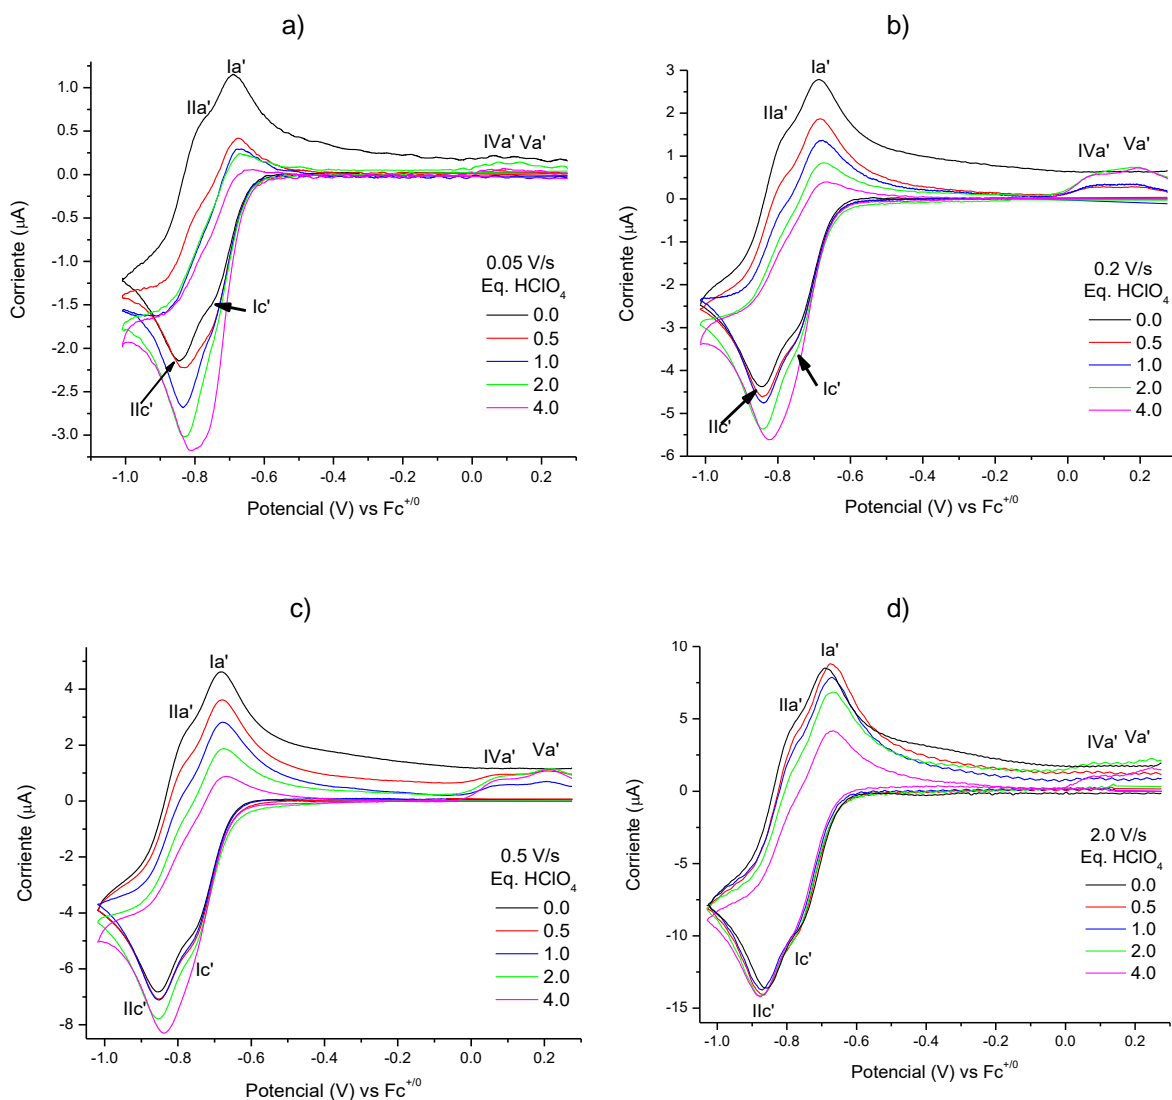 a)
Ia'
IIa'
IVa' Va'
1.0
0.5
0.0
-0.5
-1.0
-1.5
-2.0
-2.5
-3.0
Corriente (μA)
0.05 V/s
Eq. HClO4
0.0
0.5
1.0
2.0
4.0
Ic'
IIc'
-1.0 -0.8 -0.6 -0.4 -0.2 0.0 0.2
Potencial (V) vs Fc+/0
b)
Ia'
IIa'
IVa' Va'
3
2
1
0
-1
-2
-3
-4
-5
-6
Corriente (μA)
0.2 V/s
Eq. HClO4
0.0
0.5
1.0
2.0
4.0
Ic'
IIc'
-1.0 -0.8 -0.6 -0.4 -0.2 0.0 0.2
Potencial (V) vs Fc+/0
c)
Ia'
IIa'
IVa' Va'
4
2
0
-2
-4
-6
-8
Corriente (μA)
0.5 V/s
Eq. HClO4
0.0
0.5
1.0
2.0
4.0
Ic'
IIc'
-1.0 -0.8 -0.6 -0.4 -0.2 0.0 0.2
Potencial (V) vs Fc+/0
d)
Ia'
IIa'
IVa' Va'
10
5
0
-5
-10
-15
Corriente (μA)
2.0 V/s
Eq. HClO4
0.0
0.5
1.0
2.0
4.0
Ic'
IIc'
-1.0 -0.8 -0.6 -0.4 -0.2 0.0 0.2
Potencial (V) vs Fc+/0